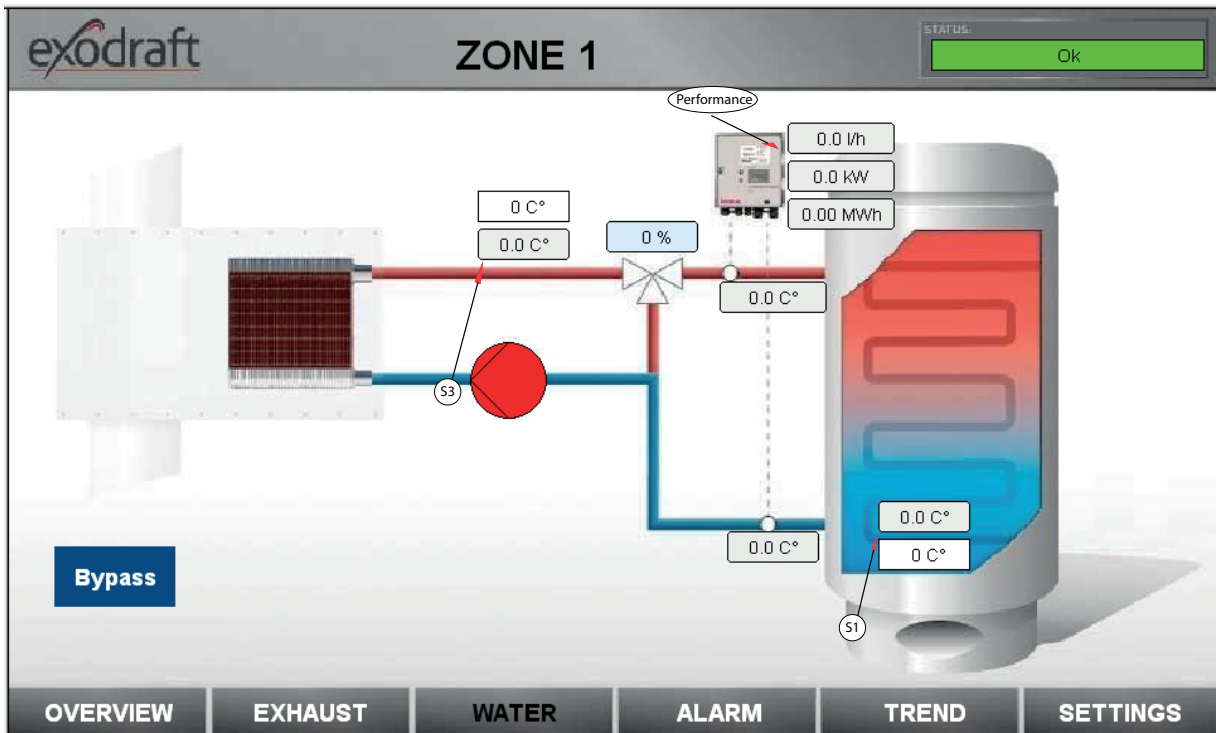 exodraft
ZONE 1
STATUS:
Ok
Performance
0.0 l/h
0.0 kW
0.00 MWh
0 C°
0.0 C°
0 %
0.0 C°
S3
0.0 C°
0.0 C°
0 C°
Bypass
S1
OVERVIEW EXHAUST WATER ALARM TREND SETTINGS